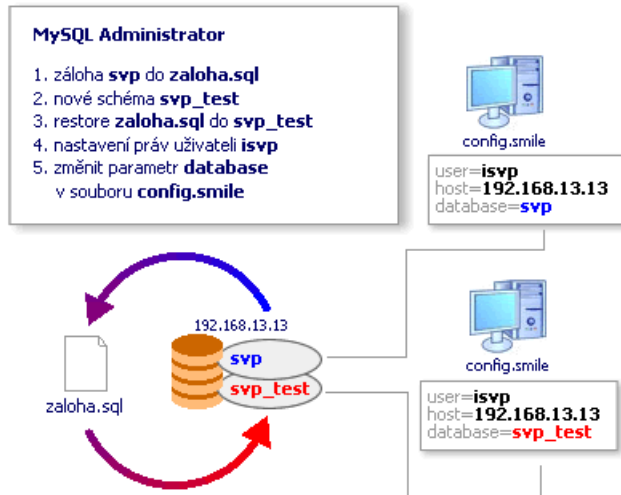 MySQL Administrator
1. záloha svp do zaloha.sql
2. nové schéma svp_test
3. restore zaloha.sql do svp_test
4. nastavení práv uživateli isvp
5. změnit parametr database
v souboru config.smile
config.smile
user=isvp
host=192.168.13.13
database=svp
192.168.13.13
svp
svp_test
zaloha.sql
config.smile
user=isvp
host=192.168.13.13
database=svp_test